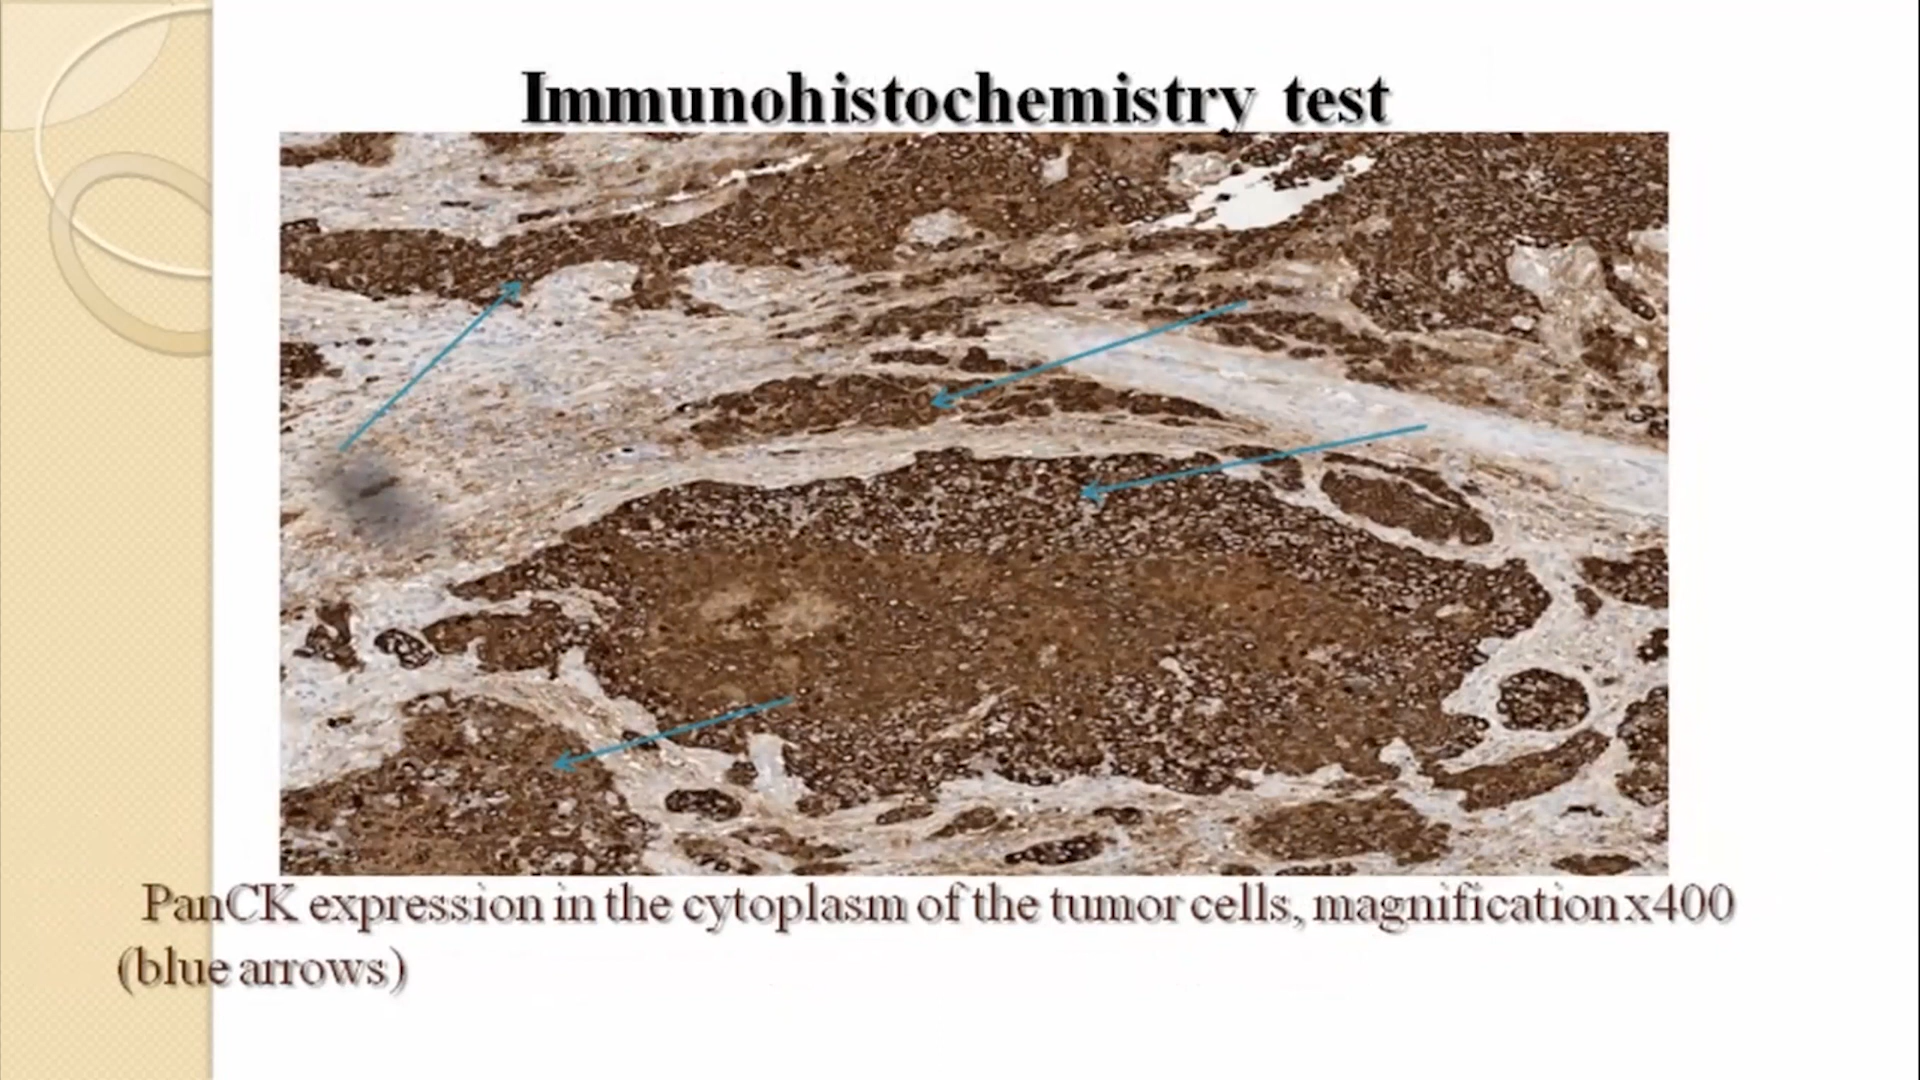 Immunohistochemistry test
PanCK expression in the cytoplasm of the tumor cells, magnification x400
(blue arrows)